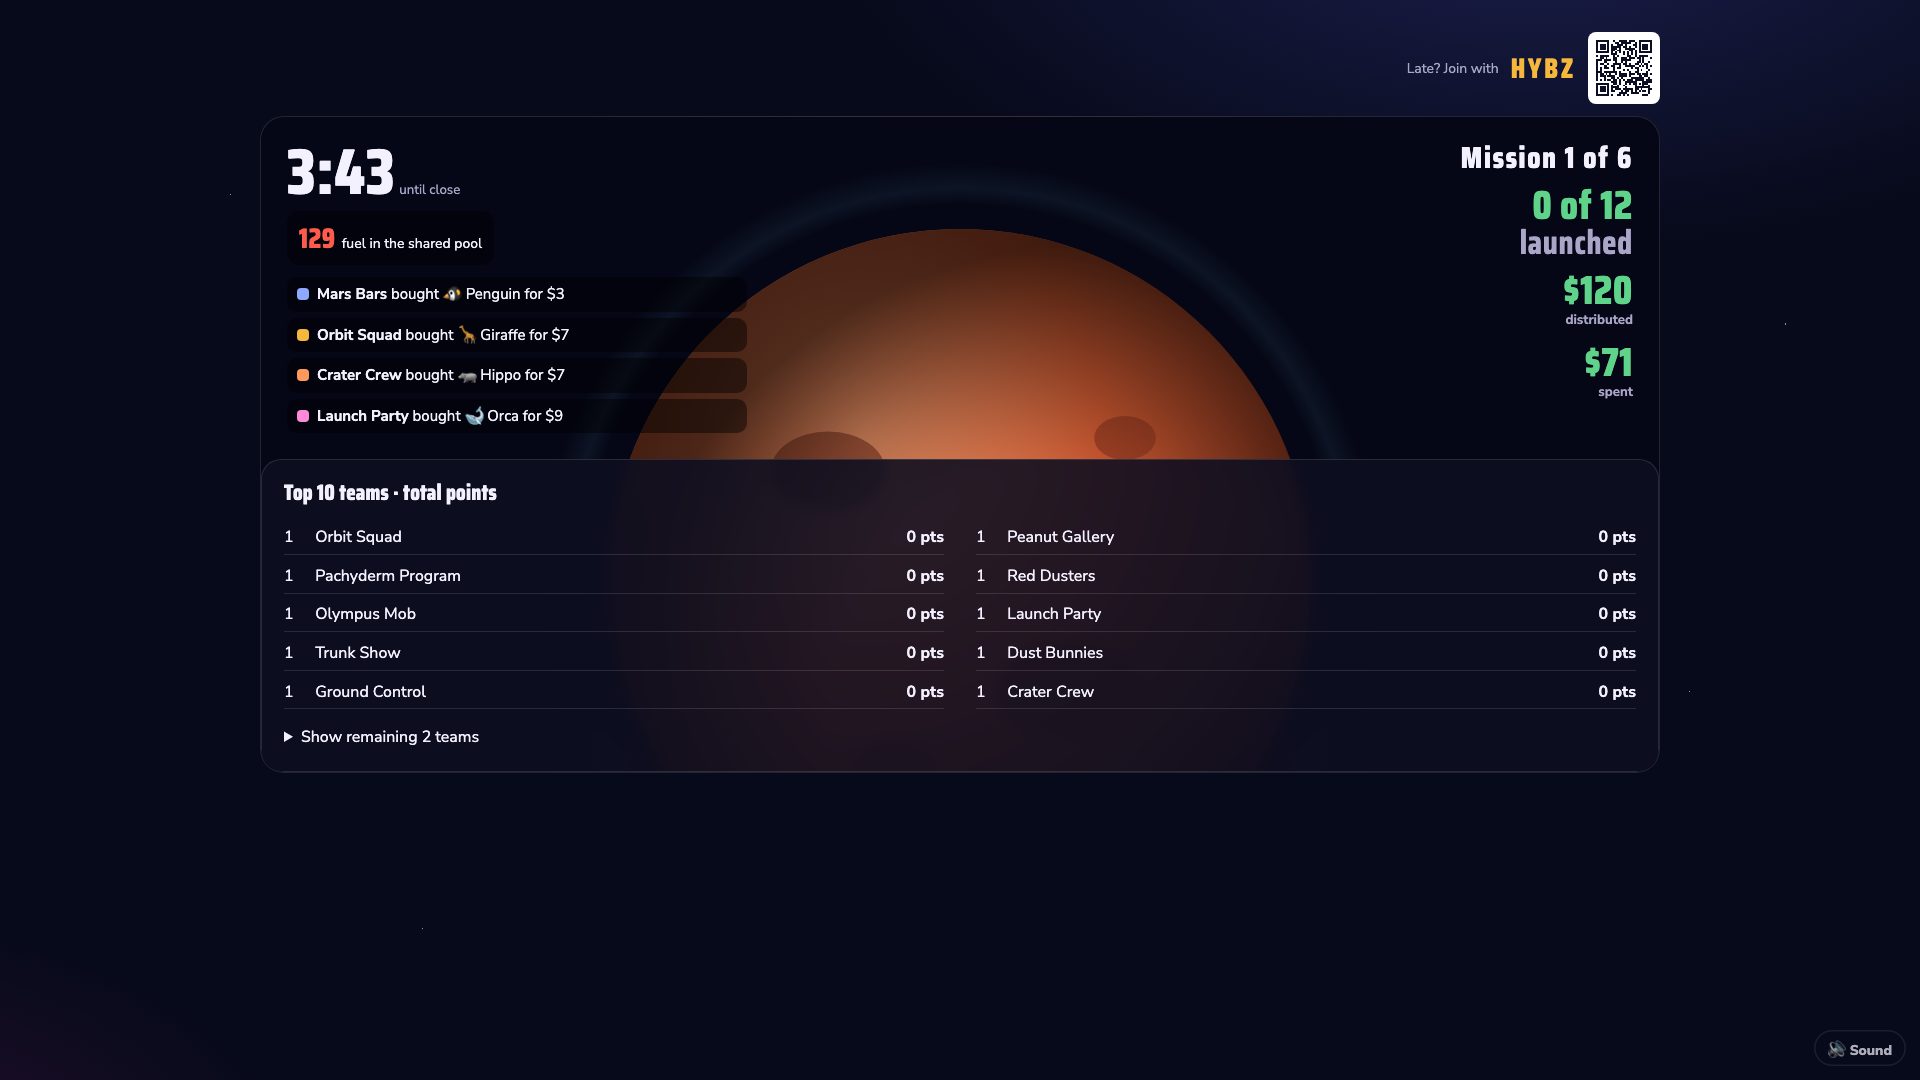 Late? Join with HYBZ
3:43 until close
129 fuel in the shared pool
Mars Bars bought Penguin for $3
Orbit Squad bought Giraffe for $7
Crater Crew bought Hippo for $7
Launch Party bought Orca for $9
Mission 1 of 6
0 of 12
launched
$120
distributed
$71
spent
Top 10 teams · total points
1 Orbit Squad 0 pts
1 Pachyderm Program 0 pts
1 Olympus Mob 0 pts
1 Trunk Show 0 pts
1 Ground Control 0 pts
1 Peanut Gallery 0 pts
1 Red Dusters 0 pts
1 Launch Party 0 pts
1 Dust Bunnies 0 pts
1 Crater Crew 0 pts
Show remaining 2 teams
Sound